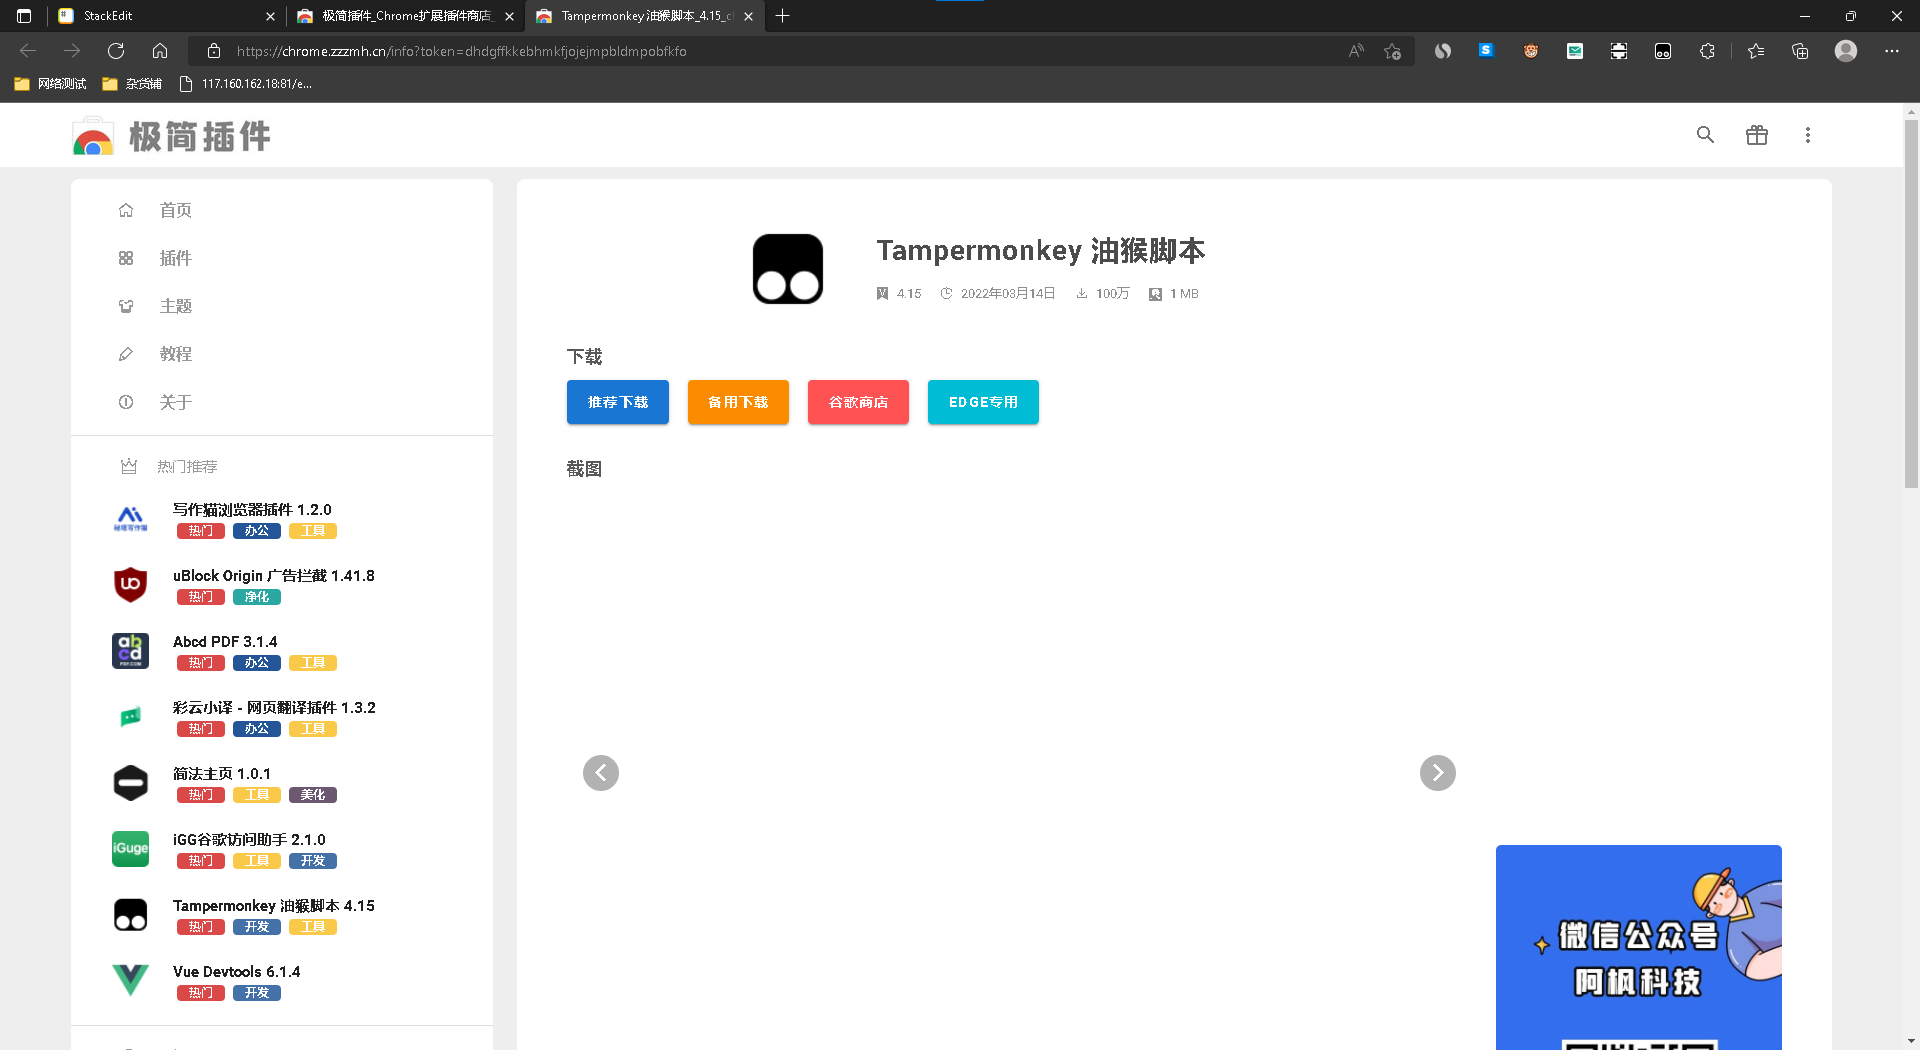 StackEdit
极简插件_Chrome扩展插件商店_
Tampermonkey 油猴脚本_4.15_c
https://chrome.zzzmh.cn/info?token=dhdgffkkebhmkfjojejmpbldmpobfkfo
网络测试
杂货铺
117.160.162.18:81/e...
极简插件
首页
插件
主题
教程
关于
热门推荐
写作猫浏览器插件 1.2.0
热门 办公 工具
uBlock Origin 广告拦截 1.41.8
热门 净化
Abcd PDF 3.1.4
热门 办公 工具
彩云小译 - 网页翻译插件 1.3.2
热门 办公 工具
简法主页 1.0.1
热门 工具 美化
iGuge
iGG谷歌访问助手 2.1.0
热门 工具 开发
Tampermonkey 油猴脚本 4.15
热门 开发 工具
Vue Devtools 6.1.4
热门 开发
Tampermonkey 油猴脚本
4.15 2022年03月14日 100万 1 MB
下载
推荐下载 备用下载 谷歌商店 EDGE专用
截图
微信公众号
阿枫科技